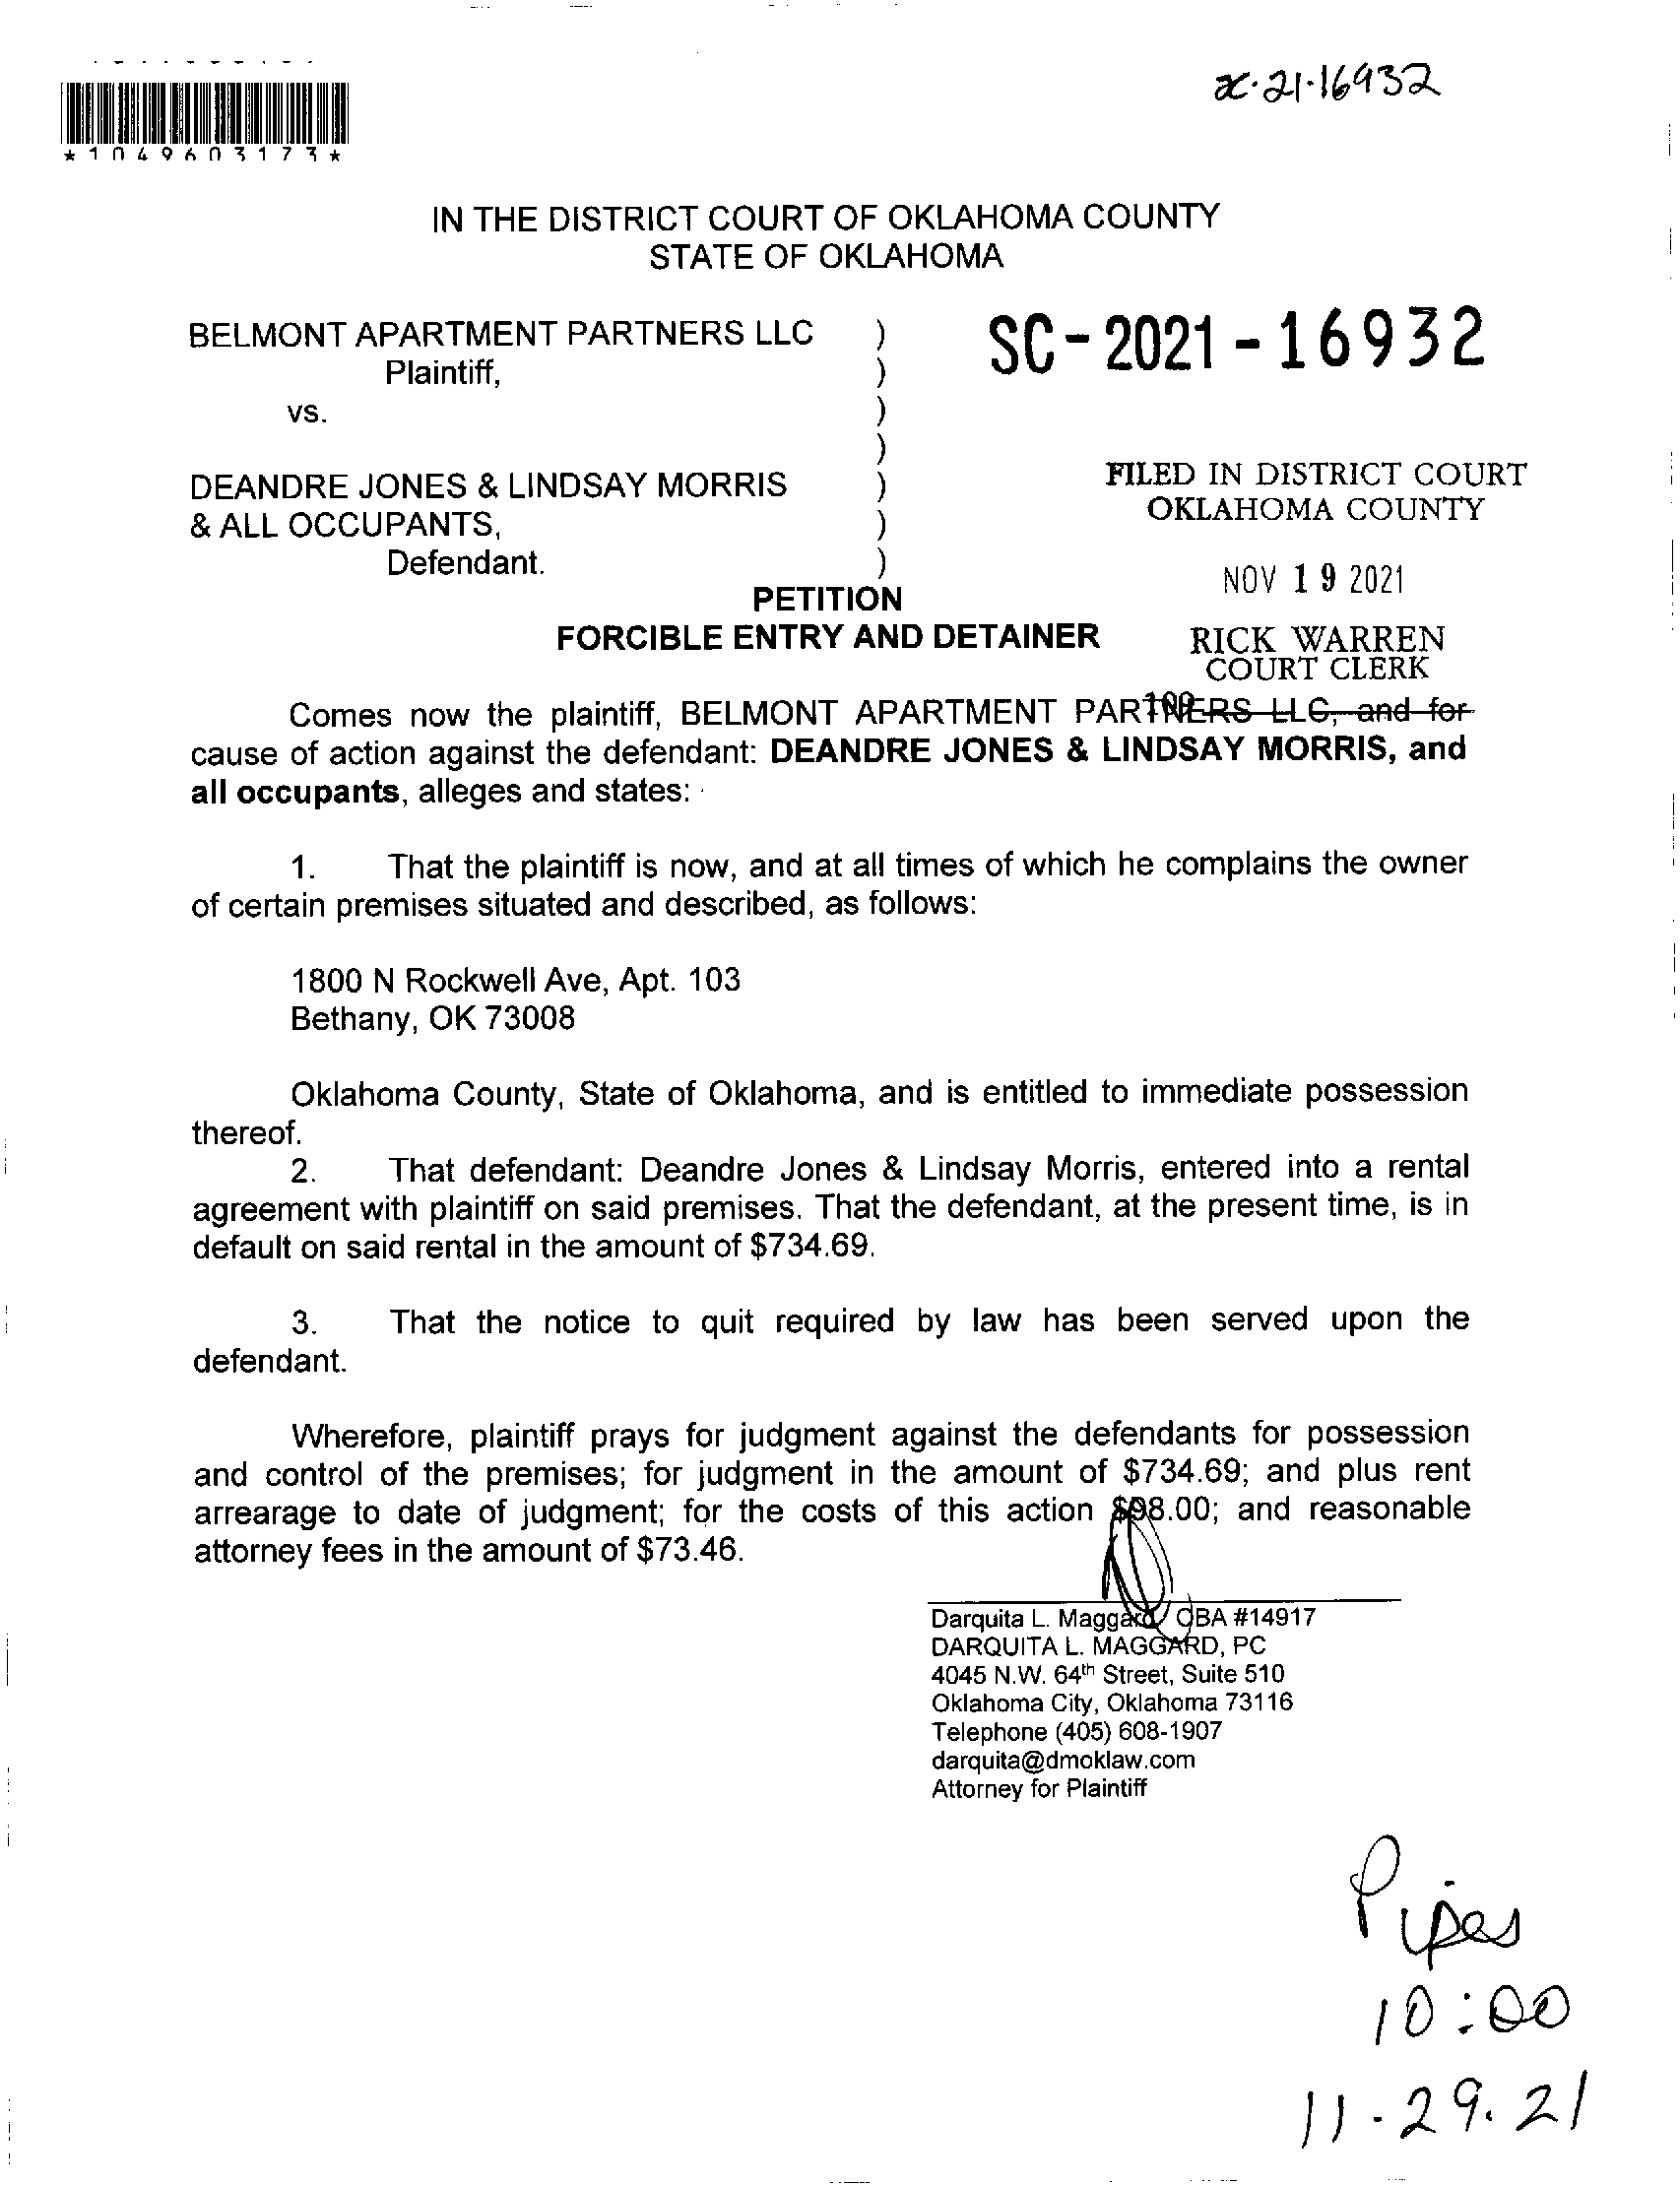 x·21·16932
*1049603173*
IN THE DISTRICT COURT OF OKLAHOMA COUNTY
STATE OF OKLAHOMA
BELMONT APARTMENT PARTNERS LLC )
Plaintiff, )
vs. )
)
SC-2021-16932
DEANDRE JONES & LINDSAY MORRIS )
& ALL OCCUPANTS, )
Defendant. )
FILED IN DISTRICT COURT
OKLAHOMA COUNTY
NOV 19 2021
RICK WARREN
COURT CLERK
PETITION
FORCIBLE ENTRY AND DETAINER
Comes now the plaintiff, BELMONT APARTMENT PARTNERS LLC, and for
cause of action against the defendant: DEANDRE JONES & LINDSAY MORRIS, and
all occupants, alleges and states:
1. That the plaintiff is now, and at all times of which he complains the owner
of certain premises situated and described, as follows:
1800 N Rockwell Ave, Apt. 103
Bethany, OK 73008
Oklahoma County, State of Oklahoma, and is entitled to immediate possession
thereof.
2. That defendant: Deandre Jones & Lindsay Morris, entered into a rental
agreement with plaintiff on said premises. That the defendant, at the present time, is in
default on said rental in the amount of $734.69.
3. That the notice to quit required by law has been served upon the
defendant.
Wherefore, plaintiff prays for judgment against the defendants for possession
and control of the premises; for judgment in the amount of $734.69; and plus rent
arrearage to date of judgment; for the costs of this action $98.00; and reasonable
attorney fees in the amount of $73.46.
Darquita L. Maggard, OBA #14917
DARQUITA L. MAGGARD, PC
4045 N.W. 64th Street, Suite 510
Oklahoma City, Oklahoma 73116
Telephone (405) 608-1907
darquita@dmoklaw.com
Attorney for Plaintiff
Pipes
10:00
11-29.21